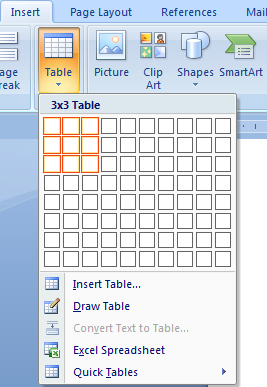 Insert Page Layout References Mai
age
reak
Table Picture Clip
Art Shapes SmartArt
3x3 Table
Insert Table...
Draw Table
Convert Text to Table...
Excel Spreadsheet
Quick Tables